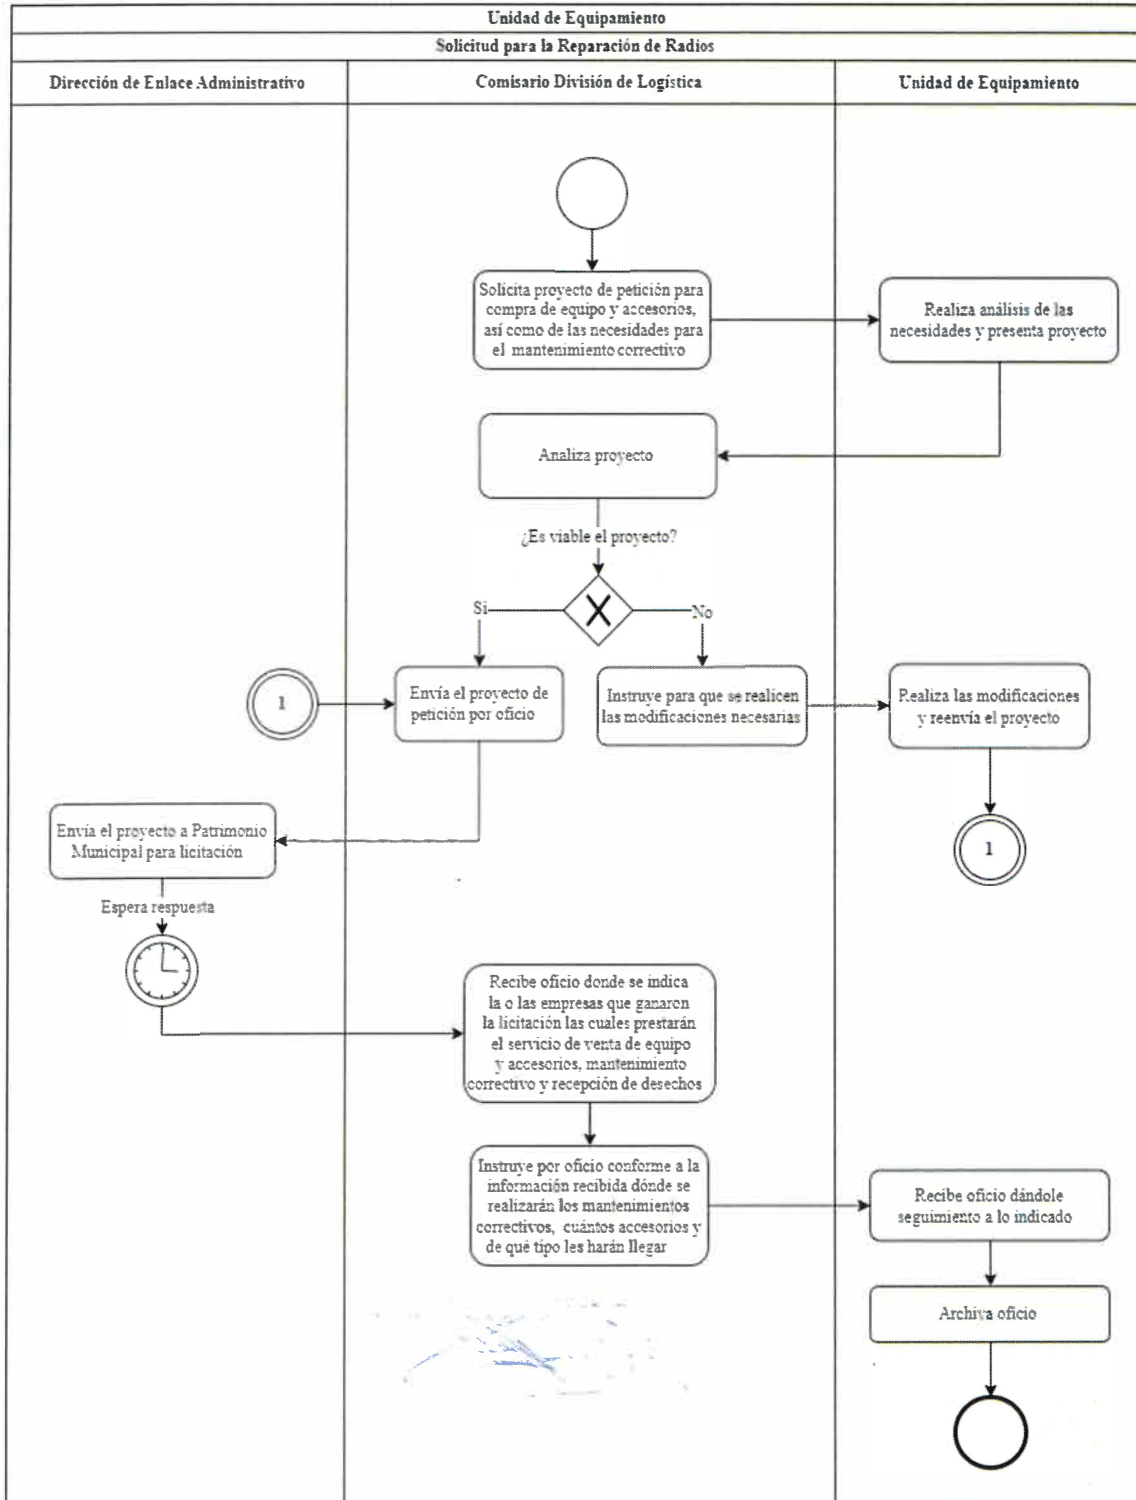 Unidad de Equipamiento
Solicitud para la Reparación de Radios
Dirección de Enlace Administrativo
Comisario División de Logística
Unidad de Equipamiento
Solicita proyecto de petición para
compra de equipo y accesorios,
así como de las necesidades para
el mantenimiento correctivo
Realiza análisis de las
necesidades y presenta proyecto
Analiza proyecto
¿Es viable el proyecto?
Si
No
1
Envía el proyecto de
petición por oficio
Instruye para que se realicen
las modificaciones necesarias
Realiza las modificaciones
y reenvía el proyecto
Envía el proyecto a Patrimonio
Municipal para licitación
1
Espera respuesta
Recibe oficio donde se indica
la o las empresas que ganaron
la licitación las cuales prestarán
el servicio de venta de equipo
y accesorios, mantenimiento
correctivo y recepción de desechos
Instruye por oficio conforme a la
información recibida dónde se
realizarán los mantenimientos
correctivos, cuántos accesorios y
de qué tipo les harán llegar
Recibe oficio dándole
seguimiento a lo indicado
Archiva oficio